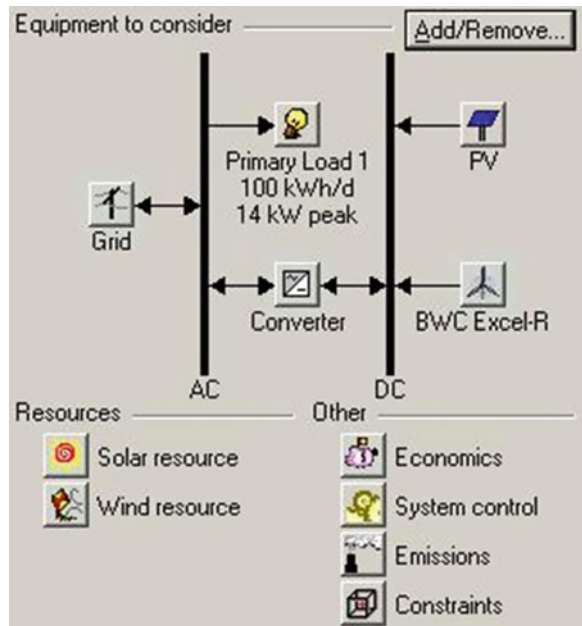 Equipment to consider
Add/Remove...
Primary Load 1
100 kWh/d
14 kW peak
PV
Grid
Converter
BWC Excel-R
AC
DC
Resources
Other
Solar resource
Economics
Wind resource
System control
Emissions
Constraints